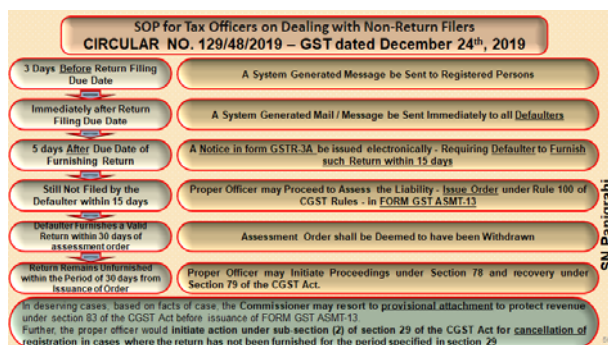 SOP for Tax Officers on Dealing with Non-Return Filers
CIRCULAR NO. 129/48/2019 – GST dated December 24th, 2019
3 Days Before Return Filing
Due Date
A System Generated Message be Sent to Registered Persons
Immediately after Return
Filing Due Date
A System Generated Mail / Message be Sent Immediately to all Defaulters
5 days After Due Date of
Furnishing Return
A Notice in form GSTR-3A be issued electronically - Requiring Defaulter to Furnish
such Return within 15 days
Still Not Filed by the
Defaulter within 15 days
Proper Officer may Proceed to Assess the Liability - Issue Order under Rule 100 of
CGST Rules - in FORM GST ASMT-13
Defaulter Furnishes a Valid
Return within 30 days of
assessment order
Assessment Order shall be Deemed to have been Withdrawn
Return Remains Unfurnished
within the Period of 30 days from
Issuance of Order
Proper Officer may Initiate Proceedings under Section 78 and recovery under
Section 79 of the CGST Act.
In deserving cases, based on facts of case, the Commissioner may resort to provisional attachment to protect revenue
under section 83 of the CGST Act before issuance of FORM GST ASMT-13.
Further, the proper officer would initiate action under sub-section (2) of section 29 of the CGST Act for cancellation of
registration in cases where the return has not been furnished for the period specified in section 29
SN Panigrahi